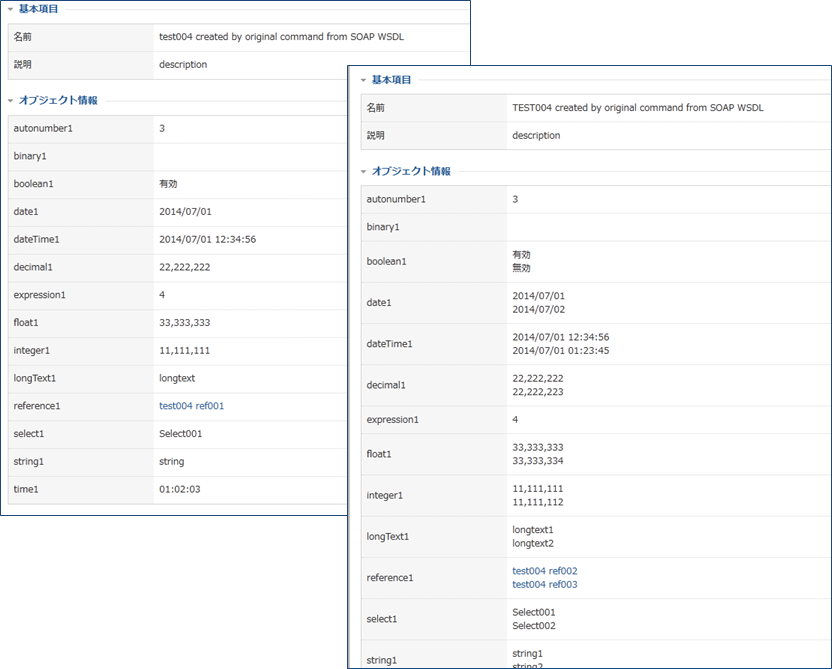 基本項目
名前 test004 created by original command from SOAP WSDL
説明 description
オブジェクト情報
autonumber1 3
binary1
boolean1 有効
date1 2014/07/01
dateTime1 2014/07/01 12:34:56
decimal1 22,222,222
expression1 4
float1 33,333,333
integer1 11,111,111
longText1 longtext
reference1 test004 ref001
select1 Select001
string1 string
time1 01:02:03
基本項目
名前 TEST004 created by original command from SOAP WSDL
説明 description
オブジェクト情報
autonumber1 3
binary1
boolean1 有効
無効
date1 2014/07/01
2014/07/02
dateTime1 2014/07/01 12:34:56
2014/07/01 01:23:45
decimal1 22,222,222
22,222,223
expression1 4
float1 33,333,333
33,333,334
integer1 11,111,111
11,111,112
longText1 longtext1
longtext2
reference1 test004 ref002
test004 ref003
select1 Select001
Select002
string1 string1
string2